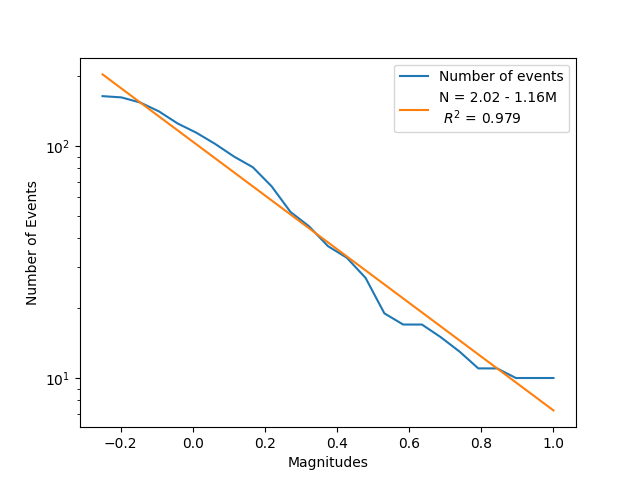 Number of events
N = 2.02 - 1.16M
R² = 0.979
10²
10¹
Number of Events
−0.2 0.0 0.2 0.4 0.6 0.8 1.0
Magnitudes